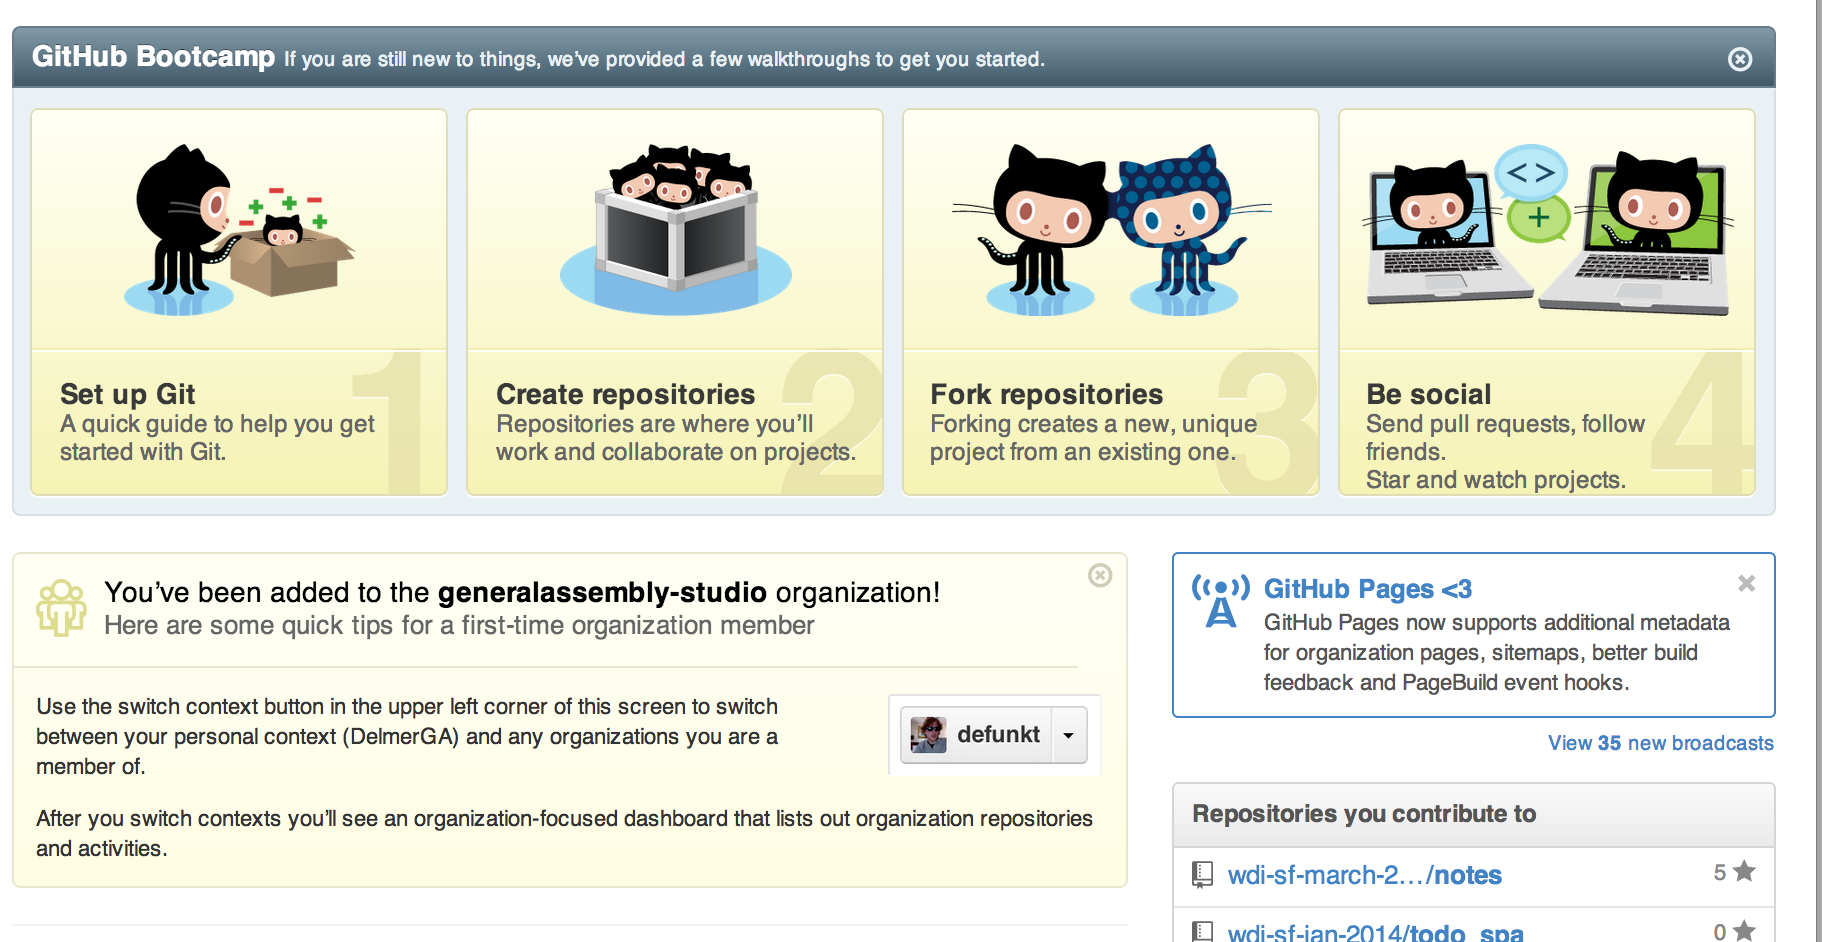 GitHub Bootcamp If you are still new to things, we’ve provided a few walkthroughs to get you started.
1
Set up Git
A quick guide to help you get
started with Git.
2
Create repositories
Repositories are where you’ll
work and collaborate on projects.
3
Fork repositories
Forking creates a new, unique
project from an existing one.
4
Be social
Send pull requests, follow
friends.
Star and watch projects.
You’ve been added to the generalassembly-studio organization!
Here are some quick tips for a first-time organization member
Use the switch context button in the upper left corner of this screen to switch
between your personal context (DelmerGA) and any organizations you are a
member of.
defunkt
After you switch contexts you’ll see an organization-focused dashboard that lists out organization repositories
and activities.
GitHub Pages <3
GitHub Pages now supports additional metadata
for organization pages, sitemaps, better build
feedback and PageBuild event hooks.
View 35 new broadcasts
Repositories you contribute to
wdi-sf-march-2…/notes 5
wdi-sf-jan-2014/todo_spa 0